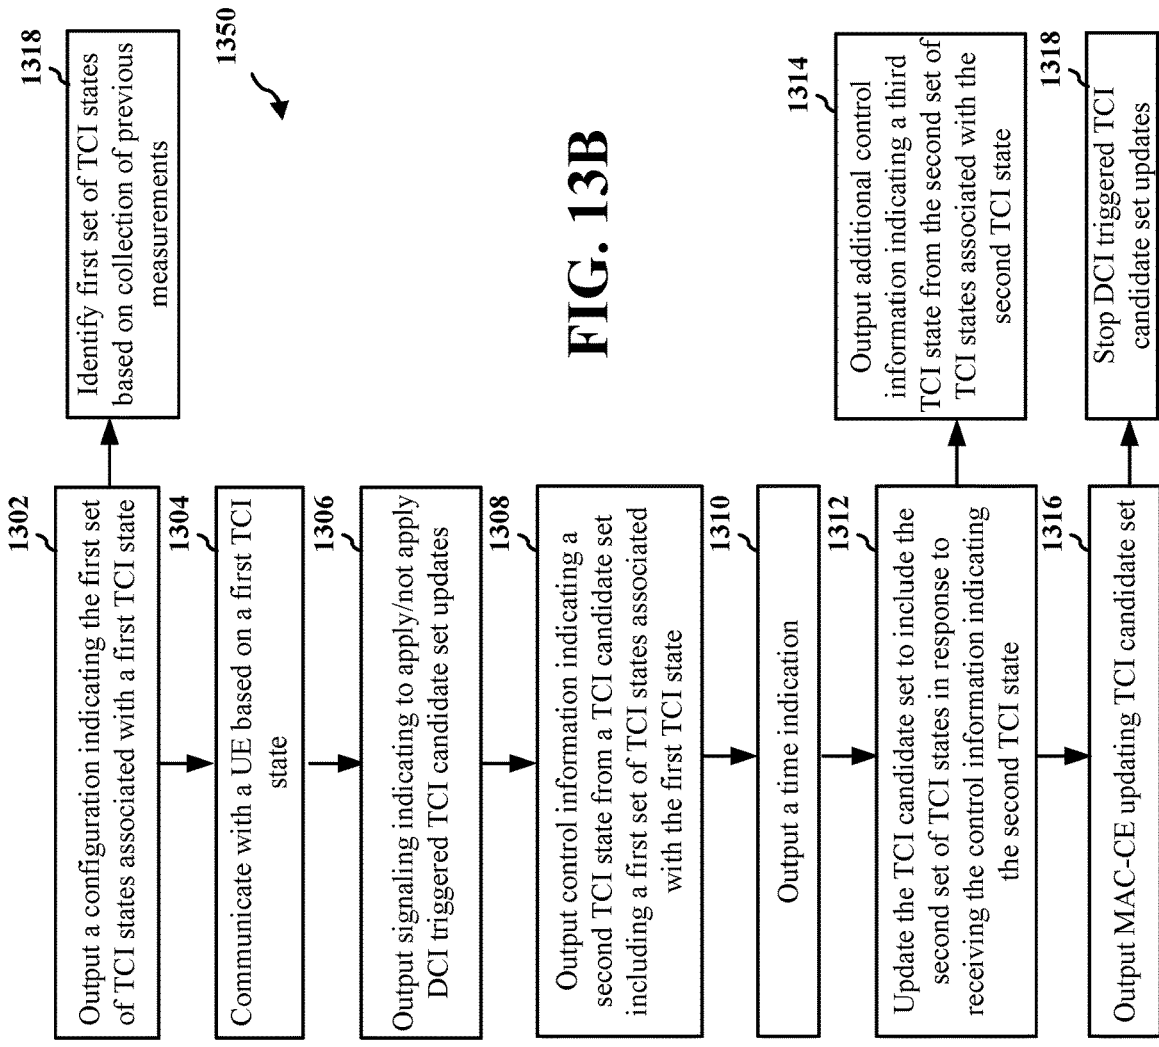 1302
Output a configuration indicating the first set
of TCI states associated with a first TCI state
1318
Identify first set of TCI states
based on collection of previous
measurements
1350
1304
Communicate with a UE based on a first TCI
state
1306
Output signaling indicating to apply/not apply
DCI triggered TCI candidate set updates
1308
Output control information indicating a
second TCI state from a TCI candidate set
including a first set of TCI states associated
with the first TCI state
1310
Output a time indication
1312
Update the TCI candidate set to include the
second set of TCI states in response to
receiving the control information indicating
the second TCI state
1314
Output additional control
information indicating a third
TCI state from the second set of
TCI states associated with the
second TCI state
1316
Output MAC-CE updating TCI candidate set
1318
Stop DCI triggered TCI
candidate set updates
FIG. 13B